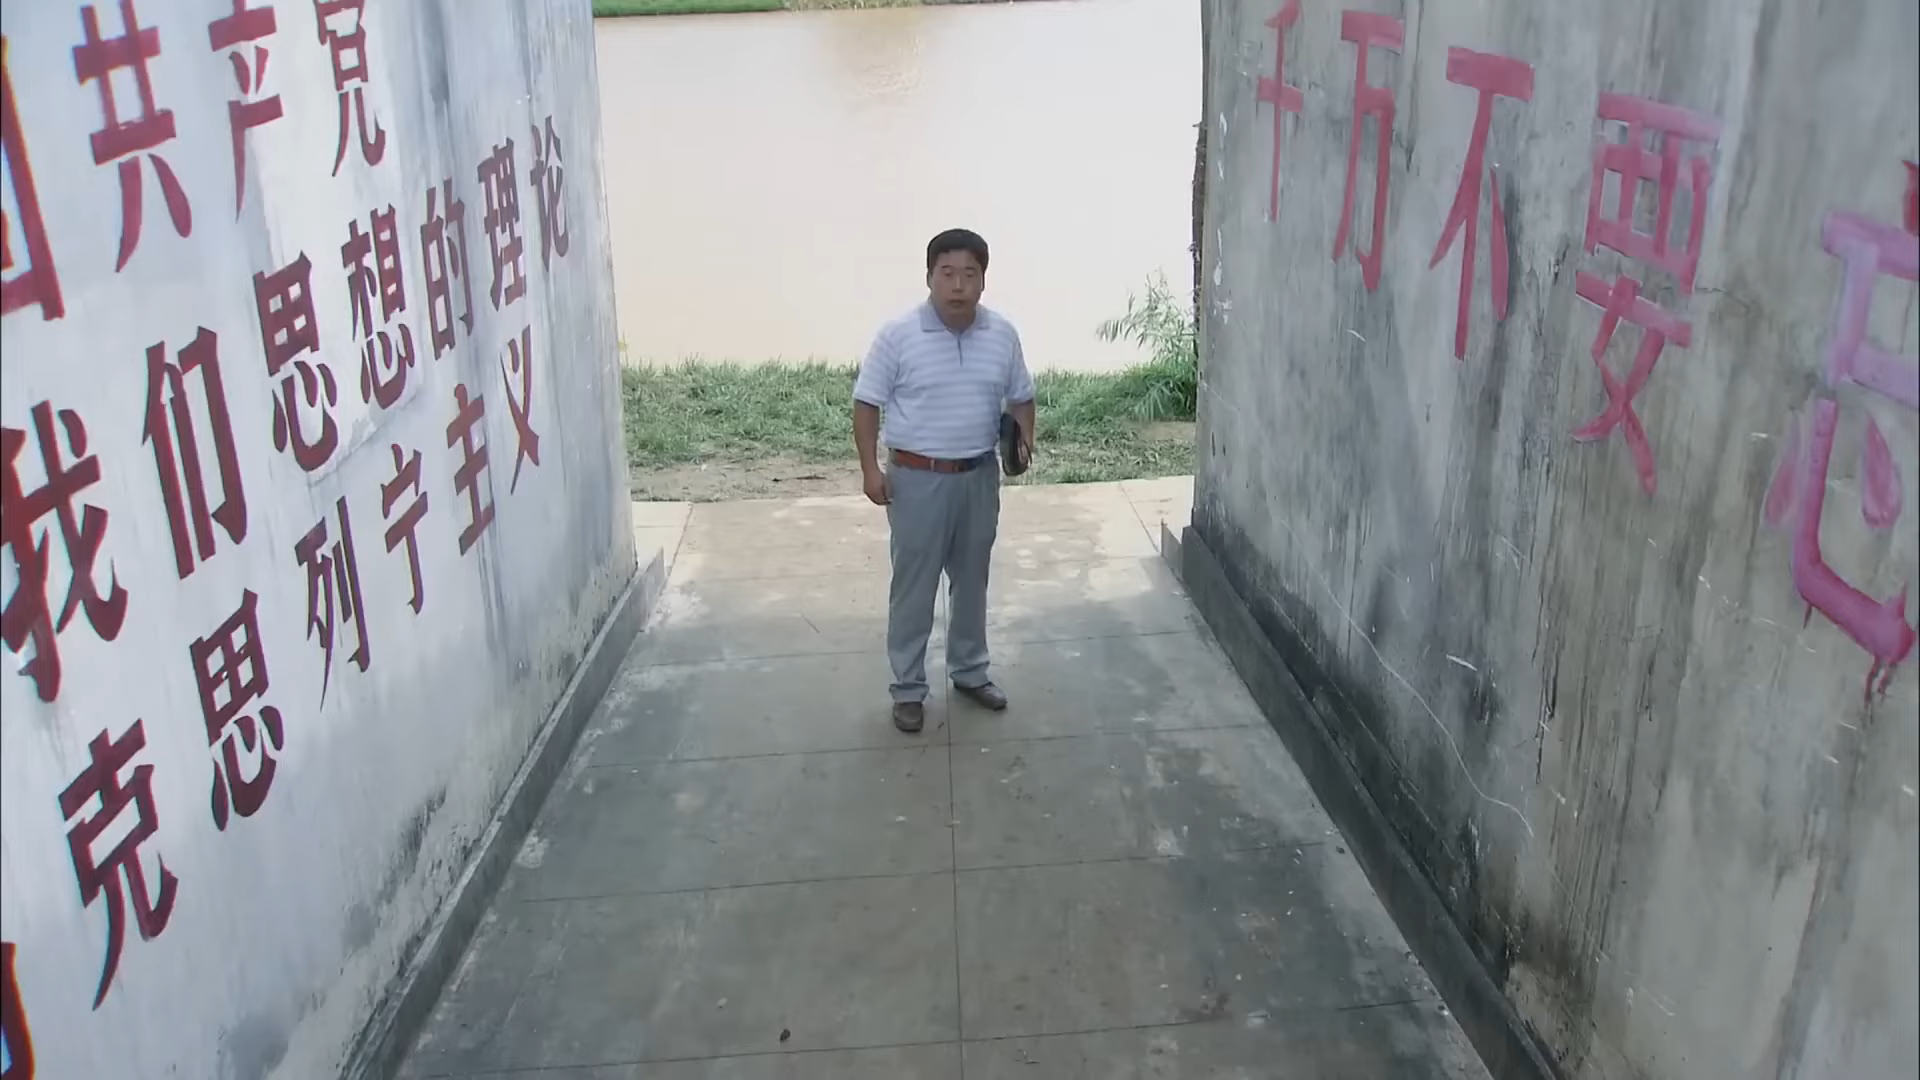 国共产党
我们思想的理论
克思列宁主义
千万不要忘